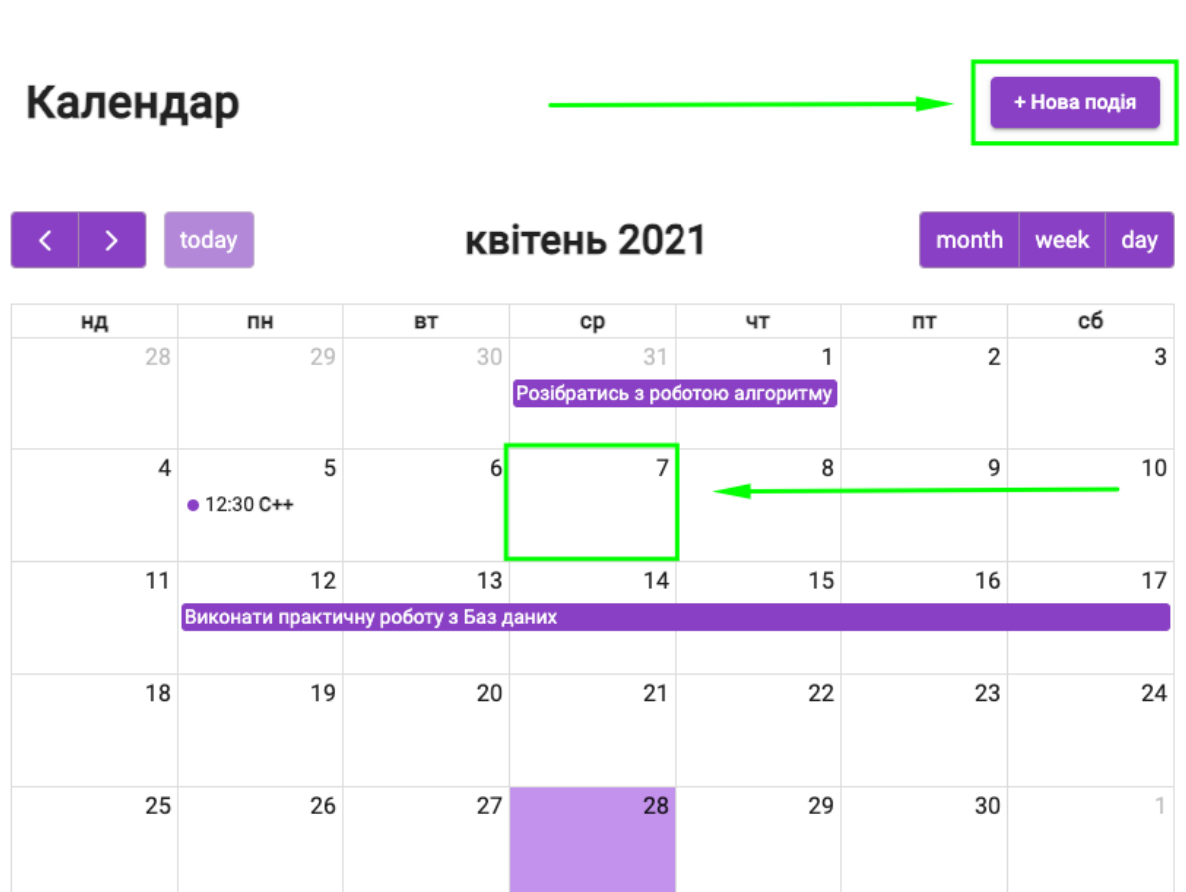 Календар
+ Нова подія
today
квітень 2021
month week day
нд пн вт ср чт пт сб
28 29 30 31 1 2 3
Розібратись з роботою алгоритму
4 5 6 7 8 9 10
12:30 C++
11 12 13 14 15 16 17
Виконати практичну роботу з Баз даних
18 19 20 21 22 23 24
25 26 27 28 29 30 1